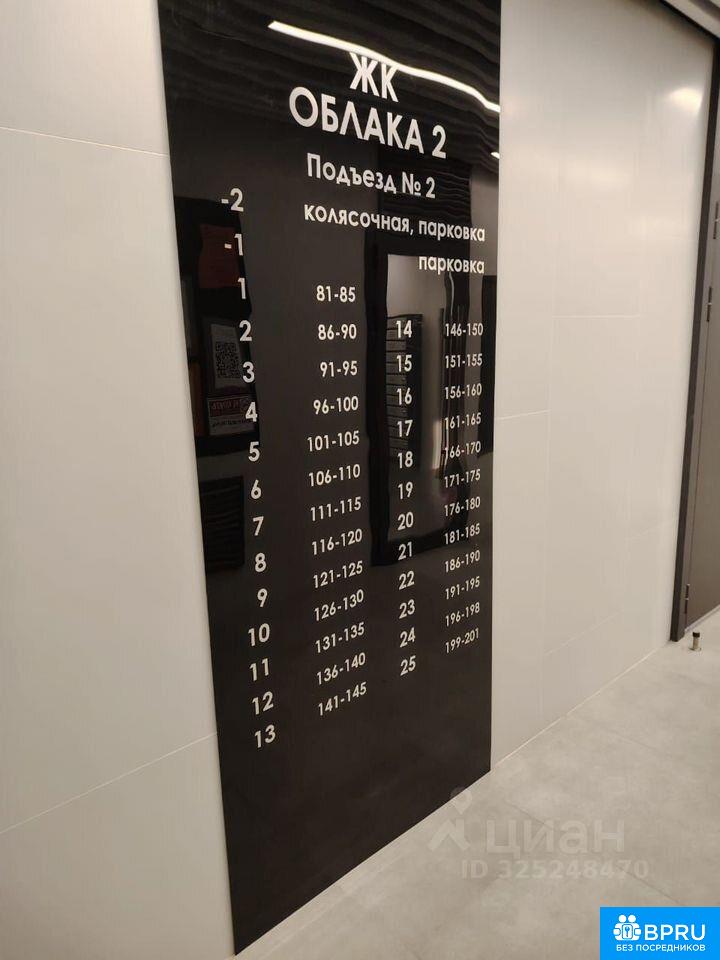 ЖК
ОБЛАКА 2
Подъезд № 2
-2 колясочная, парковка
-1 парковка
1 81-85
2 86-90 14 146-150
3 91-95 15 151-155
4 96-100 16 156-160
5 101-105 17 161-165
6 106-110 18 166-170
7 111-115 19 171-175
8 116-120 20 176-180
9 121-125 21 181-185
10 126-130 22 186-190
11 131-135 23 191-195
12 136-140 24 196-198
13 141-145 25 199-201
циан
ID 325248470
BPRU
БЕЗ ПОСРЕДНИКОВ